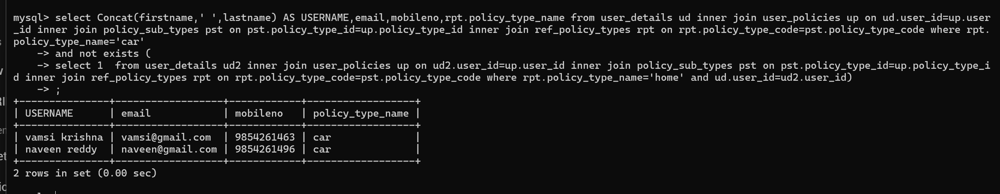 mysql> select Concat(firstname,' ',lastname) AS USERNAME,email,mobileno,rpt.policy_type_name from user_details ud inner join user_policies up on ud.user_id=up.user
_id inner join policy_sub_types pst on pst.policy_type_id=up.policy_type_id inner join ref_policy_types rpt on rpt.policy_type_code=pst.policy_type_code where rpt.
policy_type_name='car'
    -> and not exists (
    -> select 1  from user_details ud2 inner join user_policies up on ud2.user_id=up.user_id inner join policy_sub_types pst on pst.policy_type_id=up.policy_type_i
d inner join ref_policy_types rpt on rpt.policy_type_code=pst.policy_type_code where rpt.policy_type_name='home' and ud.user_id=ud2.user_id)
    -> ;
+---------------+------------------+-----------+------------------+
| USERNAME      | email            | mobileno   | policy_type_name |
+---------------+------------------+-----------+------------------+
| vamsi krishna | vamsi@gmail.com  | 9854261463 | car              |
| naveen reddy  | naveen@gmail.com | 9854261496 | car              |
+---------------+------------------+-----------+------------------+
2 rows in set (0.00 sec)